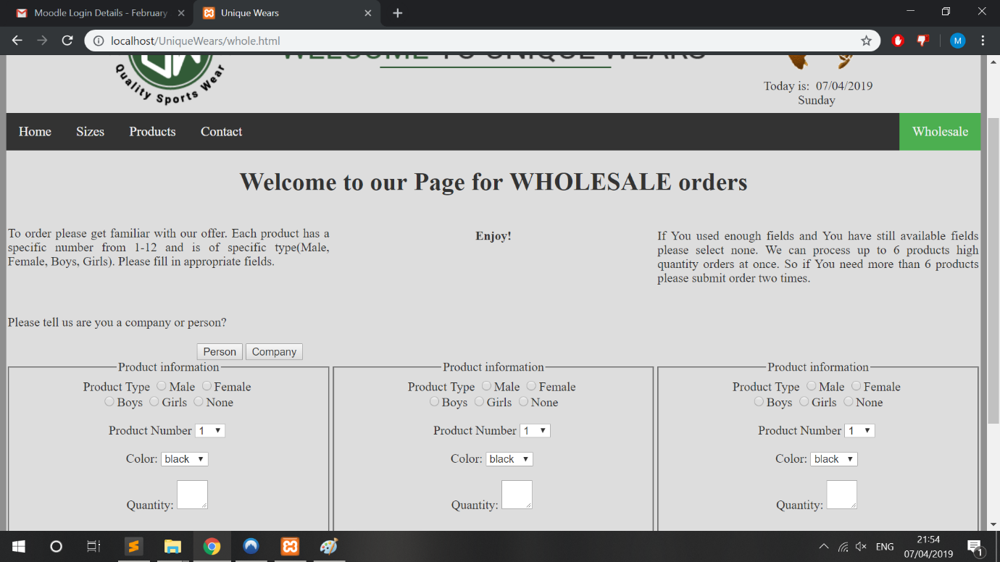 Moodle Login Details - February
Unique Wears
localhost/UniqueWears/whole.html
M
WELCOME TO UNIQUE WEARS
Quality Sports Wear
Today is: 07/04/2019
Sunday
Home Sizes Products Contact Wholesale
Welcome to our Page for WHOLESALE orders
To order please get familiar with our offer. Each product has a
specific number from 1-12 and is of specific type(Male,
Female, Boys, Girls). Please fill in appropriate fields.
Enjoy!
If You used enough fields and You have still available fields
please select none. We can process up to 6 products high
quantity orders at once. So if You need more than 6 products
please submit order two times.
Please tell us are you a company or person?
Person Company
Product information
Product Type Male Female
Boys Girls None
Product Number 1
Color: black
Quantity:
Product information
Product Type Male Female
Boys Girls None
Product Number 1
Color: black
Quantity:
Product information
Product Type Male Female
Boys Girls None
Product Number 1
Color: black
Quantity:
ENG
21:54
07/04/2019
1